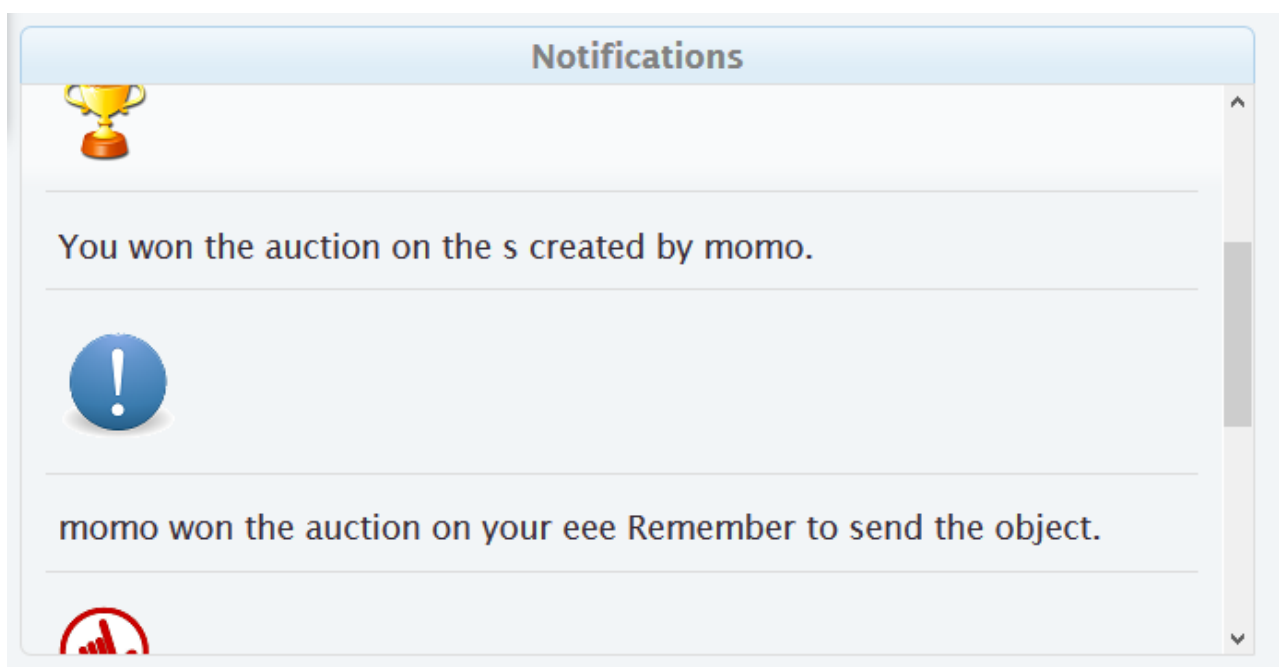 Notifications
You won the auction on the s created by momo.
momo won the auction on your eee Remember to send the object.